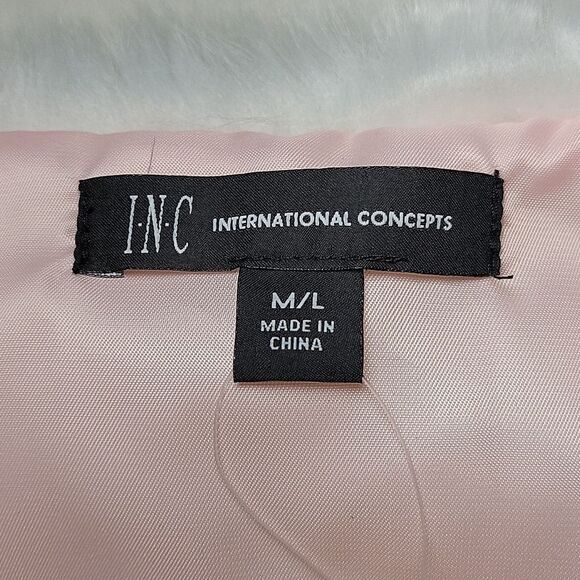 I·N·C INTERNATIONAL CONCEPTS
M/L
MADE IN
CHINA